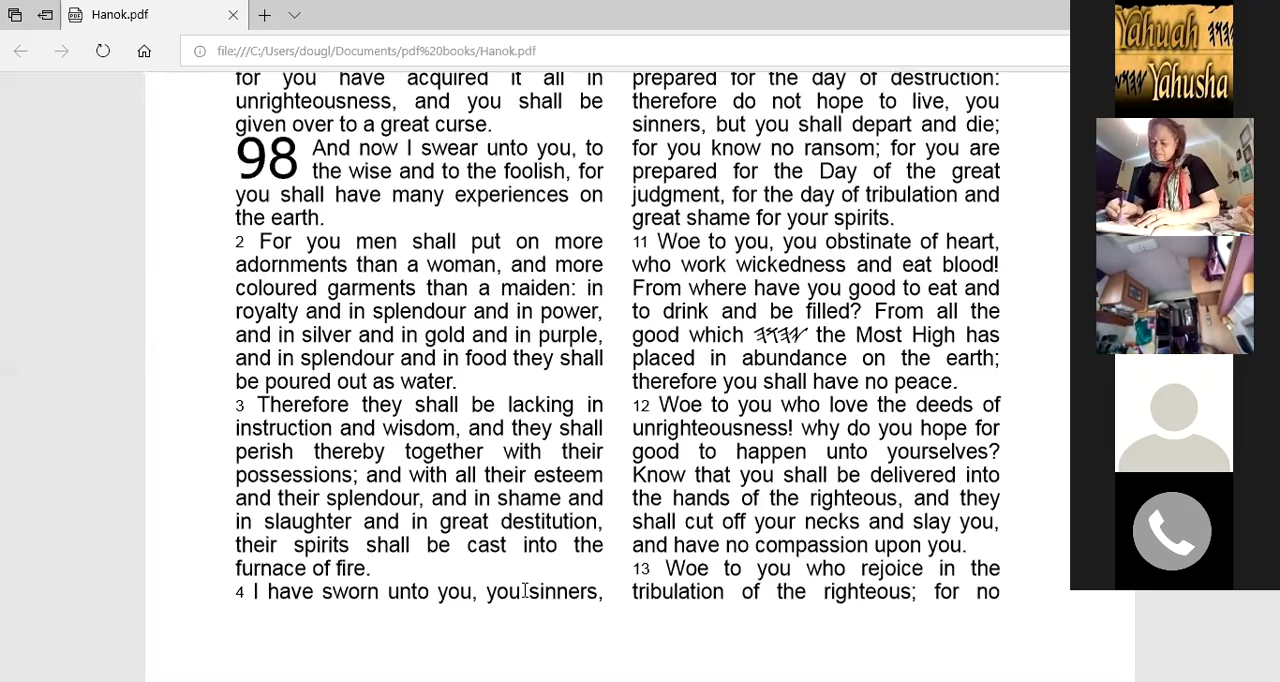 Hanok.pdf
file:///C:/Users/dougl/Documents/pdf%20books/Hanok.pdf
for you have acquired it all in
unrighteousness, and you shall be
given over to a great curse.
98 And now I swear unto you, to
the wise and to the foolish, for
you shall have many experiences on
the earth.
2 For you men shall put on more
adornments than a woman, and more
coloured garments than a maiden: in
royalty and in splendour and in power,
and in silver and in gold and in purple,
and in splendour and in food they shall
be poured out as water.
3 Therefore they shall be lacking in
instruction and wisdom, and they shall
perish thereby together with their
possessions; and with all their esteem
and their splendour, and in shame and
in slaughter and in great destitution,
their spirits shall be cast into the
furnace of fire.
4 I have sworn unto you, you sinners,
prepared for the day of destruction:
therefore do not hope to live, you
sinners, but you shall depart and die;
for you know no ransom; for you are
prepared for the Day of the great
judgment, for the day of tribulation and
great shame for your spirits.
11 Woe to you, you obstinate of heart,
who work wickedness and eat blood!
From where have you good to eat and
to drink and be filled? From all the
good which 𐤉𐤄𐤅𐤄 the Most High has
placed in abundance on the earth;
therefore you shall have no peace.
12 Woe to you who love the deeds of
unrighteousness! why do you hope for
good to happen unto yourselves?
Know that you shall be delivered into
the hands of the righteous, and they
shall cut off your necks and slay you,
and have no compassion upon you.
13 Woe to you who rejoice in the
tribulation of the righteous; for no
Yahuah 𐤉𐤄𐤅𐤄
Yahusha